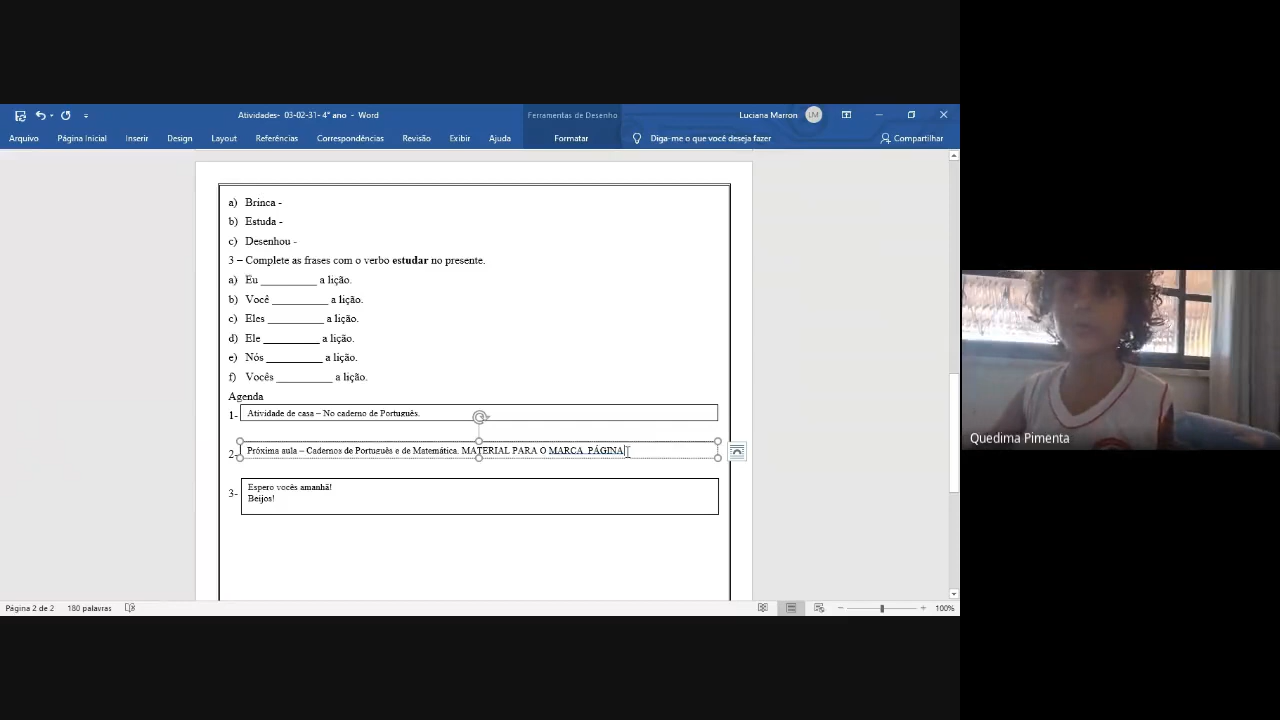 Atividades- 03-02-31- 4° ano - Word
Ferramentas de Desenho
Luciana Marron
LM
Arquivo
Página Inicial
Inserir
Design
Layout
Referências
Correspondências
Revisão
Exibir
Ajuda
Formatar
Diga-me o que você deseja fazer
Compartilhar
a) Brinca -
b) Estuda -
c) Desenhou -
3 – Complete as frases com o verbo estudar no presente.
a) Eu __________ a lição.
b) Você __________ a lição.
c) Eles __________ a lição.
d) Ele __________ a lição.
e) Nós __________ a lição.
f) Vocês __________ a lição.
Agenda
1- Atividade de casa – No caderno de Português.
2- Próxima aula – Cadernos de Português e de Matemática. MATERIAL PARA O MARCA PÁGINA
3- Espero vocês amanhã!
Beijos!
Quedima Pimenta
Página 2 de 2
180 palavras
100%